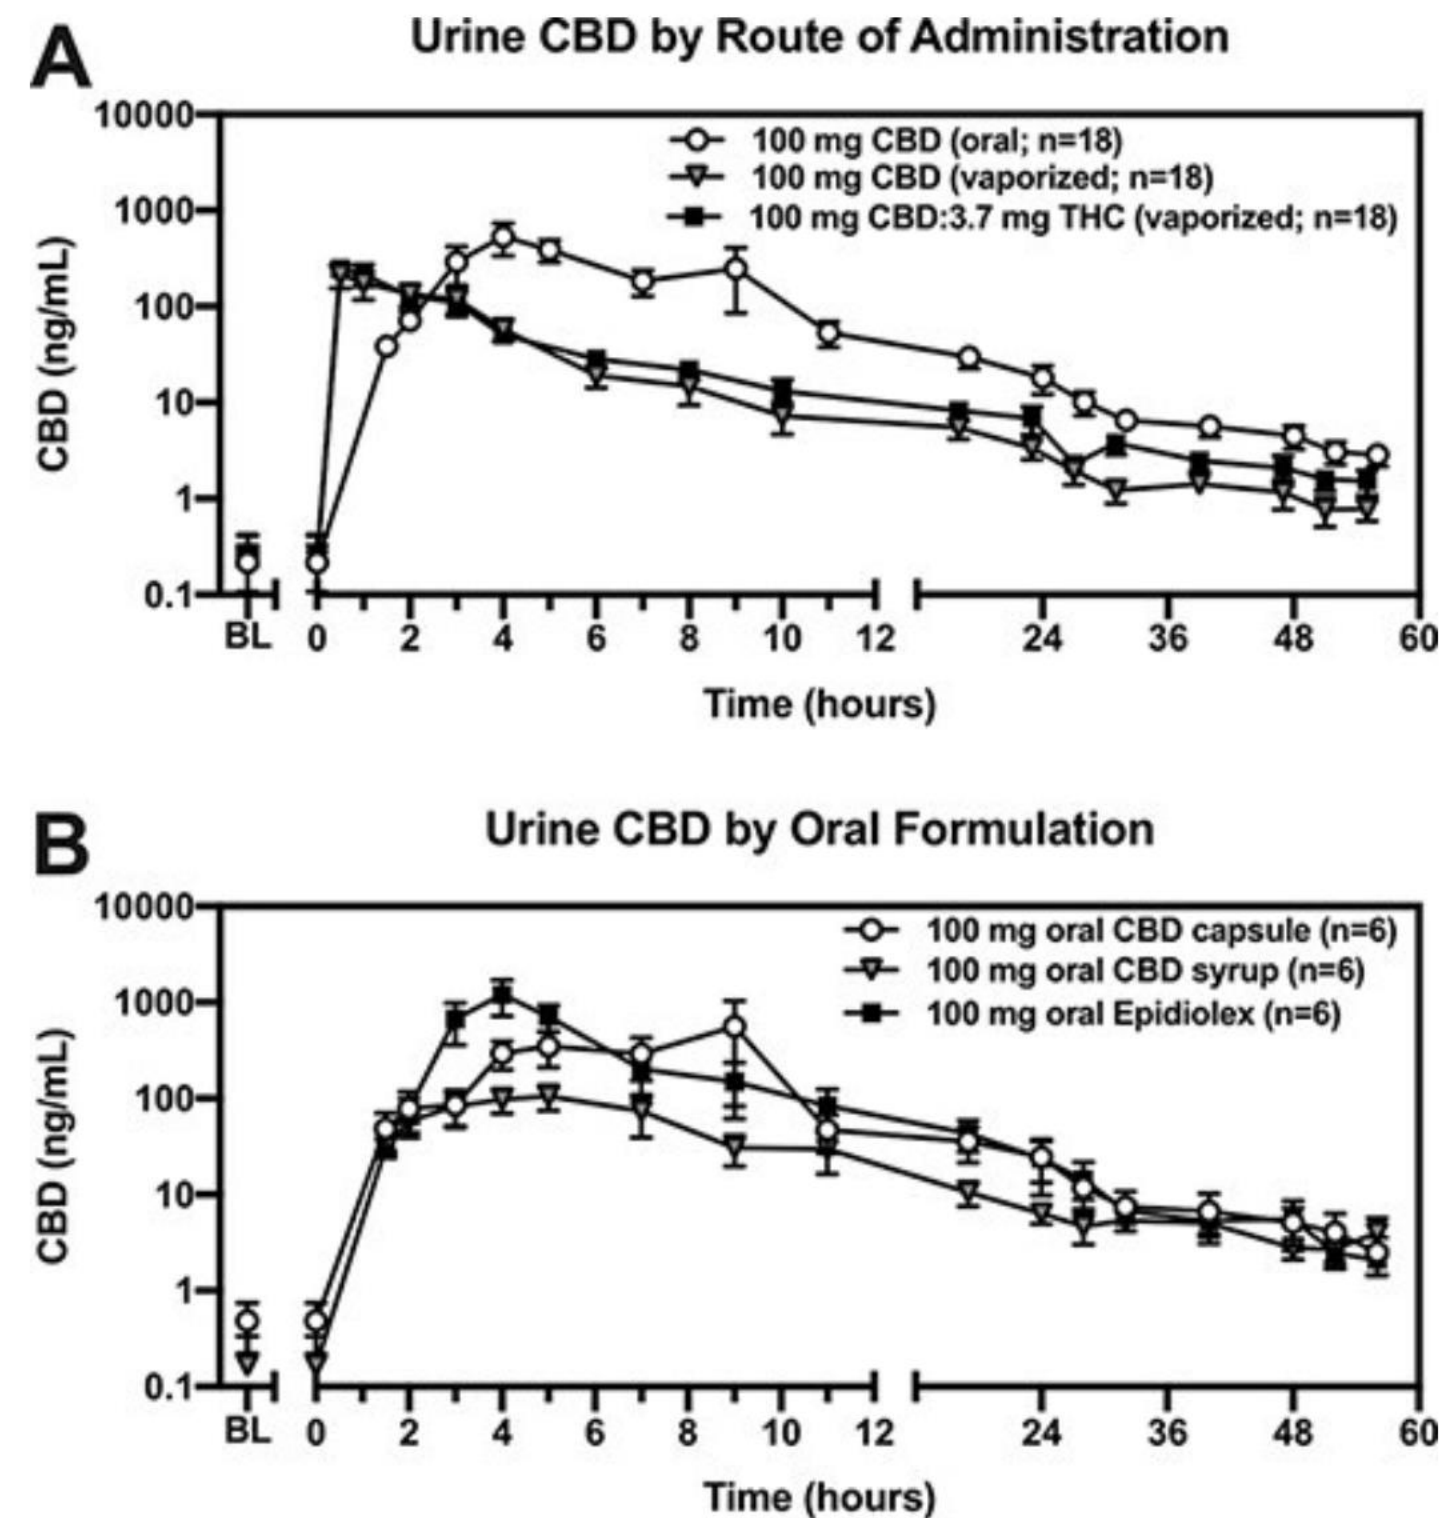 A
Urine CBD by Route of Administration
10000
1000
100
10
1
0.1
CBD (ng/mL)
100 mg CBD (oral; n=18)
100 mg CBD (vaporized; n=18)
100 mg CBD:3.7 mg THC (vaporized; n=18)
BL 0 2 4 6 8 10 12 24 36 48 60
Time (hours)
B
Urine CBD by Oral Formulation
10000
1000
100
10
1
0.1
CBD (ng/mL)
100 mg oral CBD capsule (n=6)
100 mg oral CBD syrup (n=6)
100 mg oral Epidiolex (n=6)
BL 0 2 4 6 8 10 12 24 36 48 60
Time (hours)